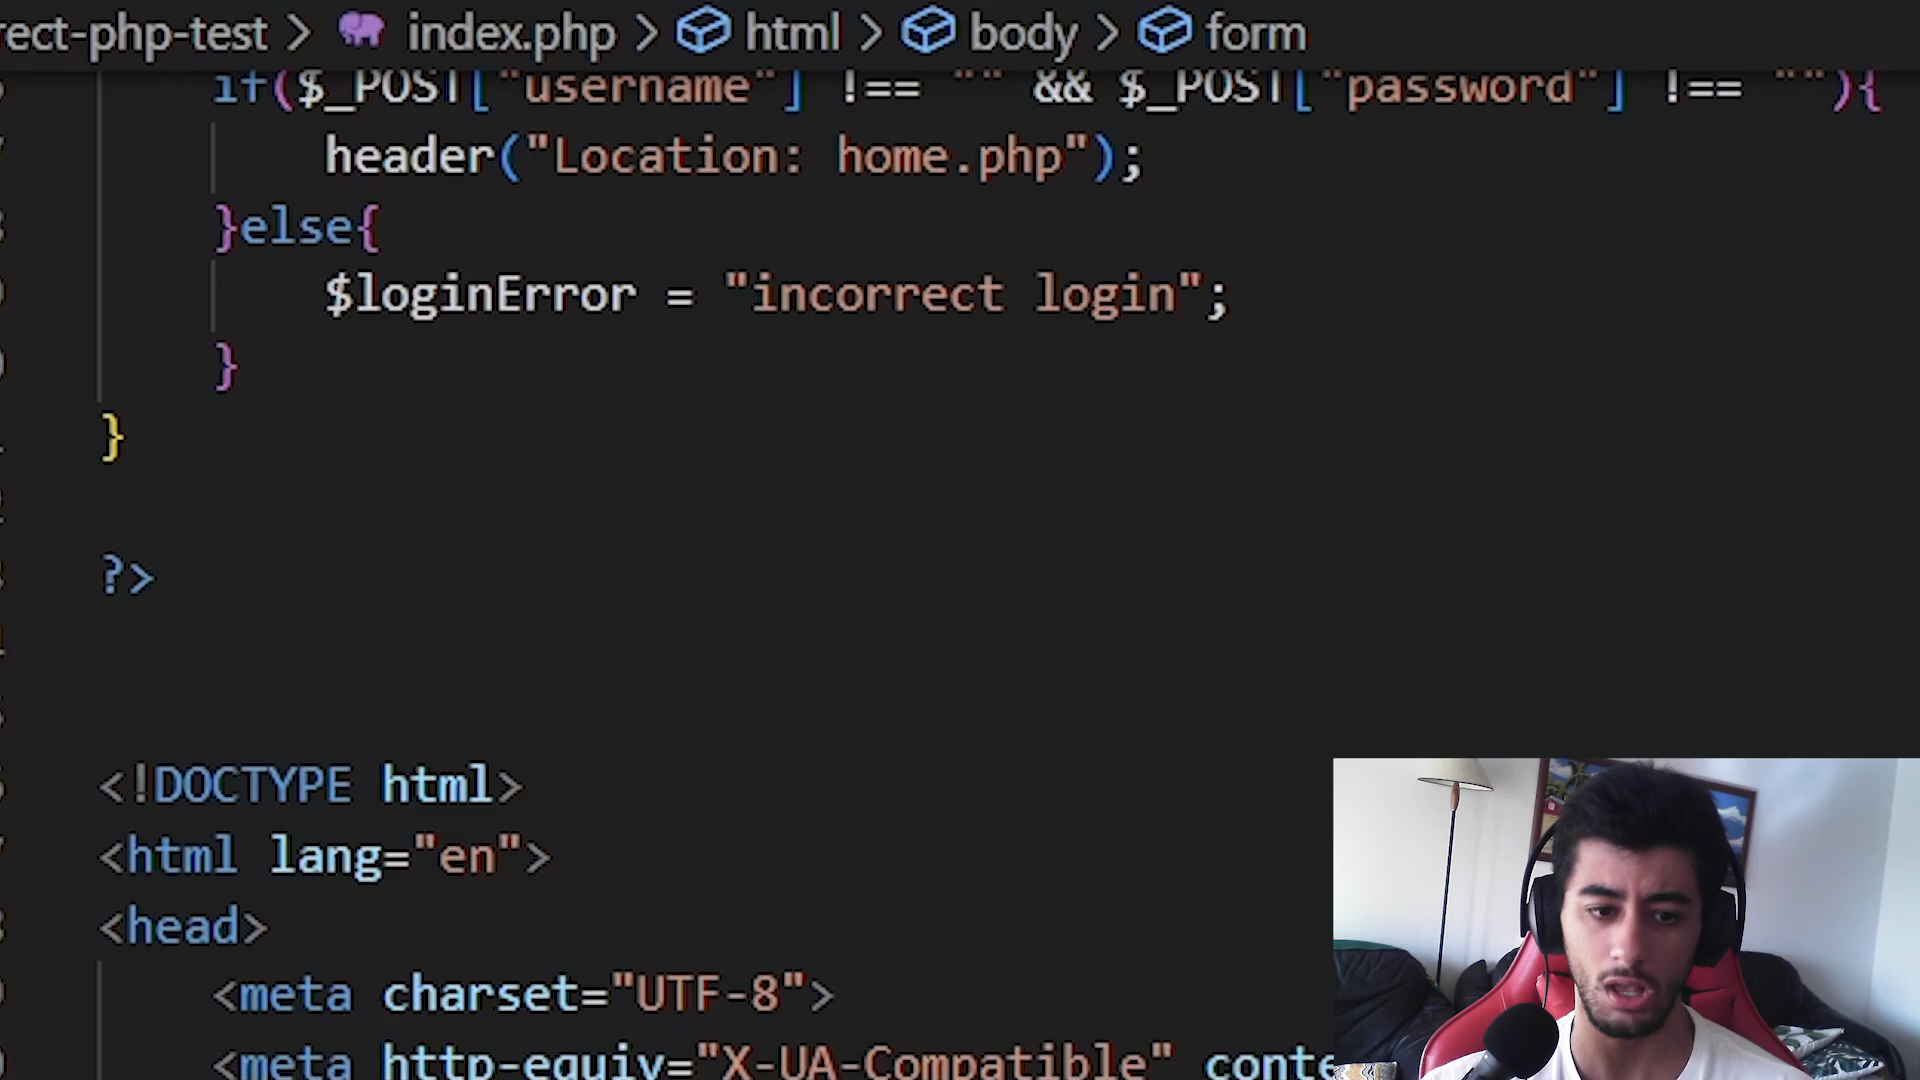 rect-php-test > index.php > html > body > form
if($_POST["username"] !== "" && $_POST["password"] !== ""){
header("Location: home.php");
}else{
$loginError = "incorrect login";
}
}
?>
<!DOCTYPE html>
<html lang="en">
<head>
<meta charset="UTF-8">
<meta http-equiv="X-UA-Compatible" conte